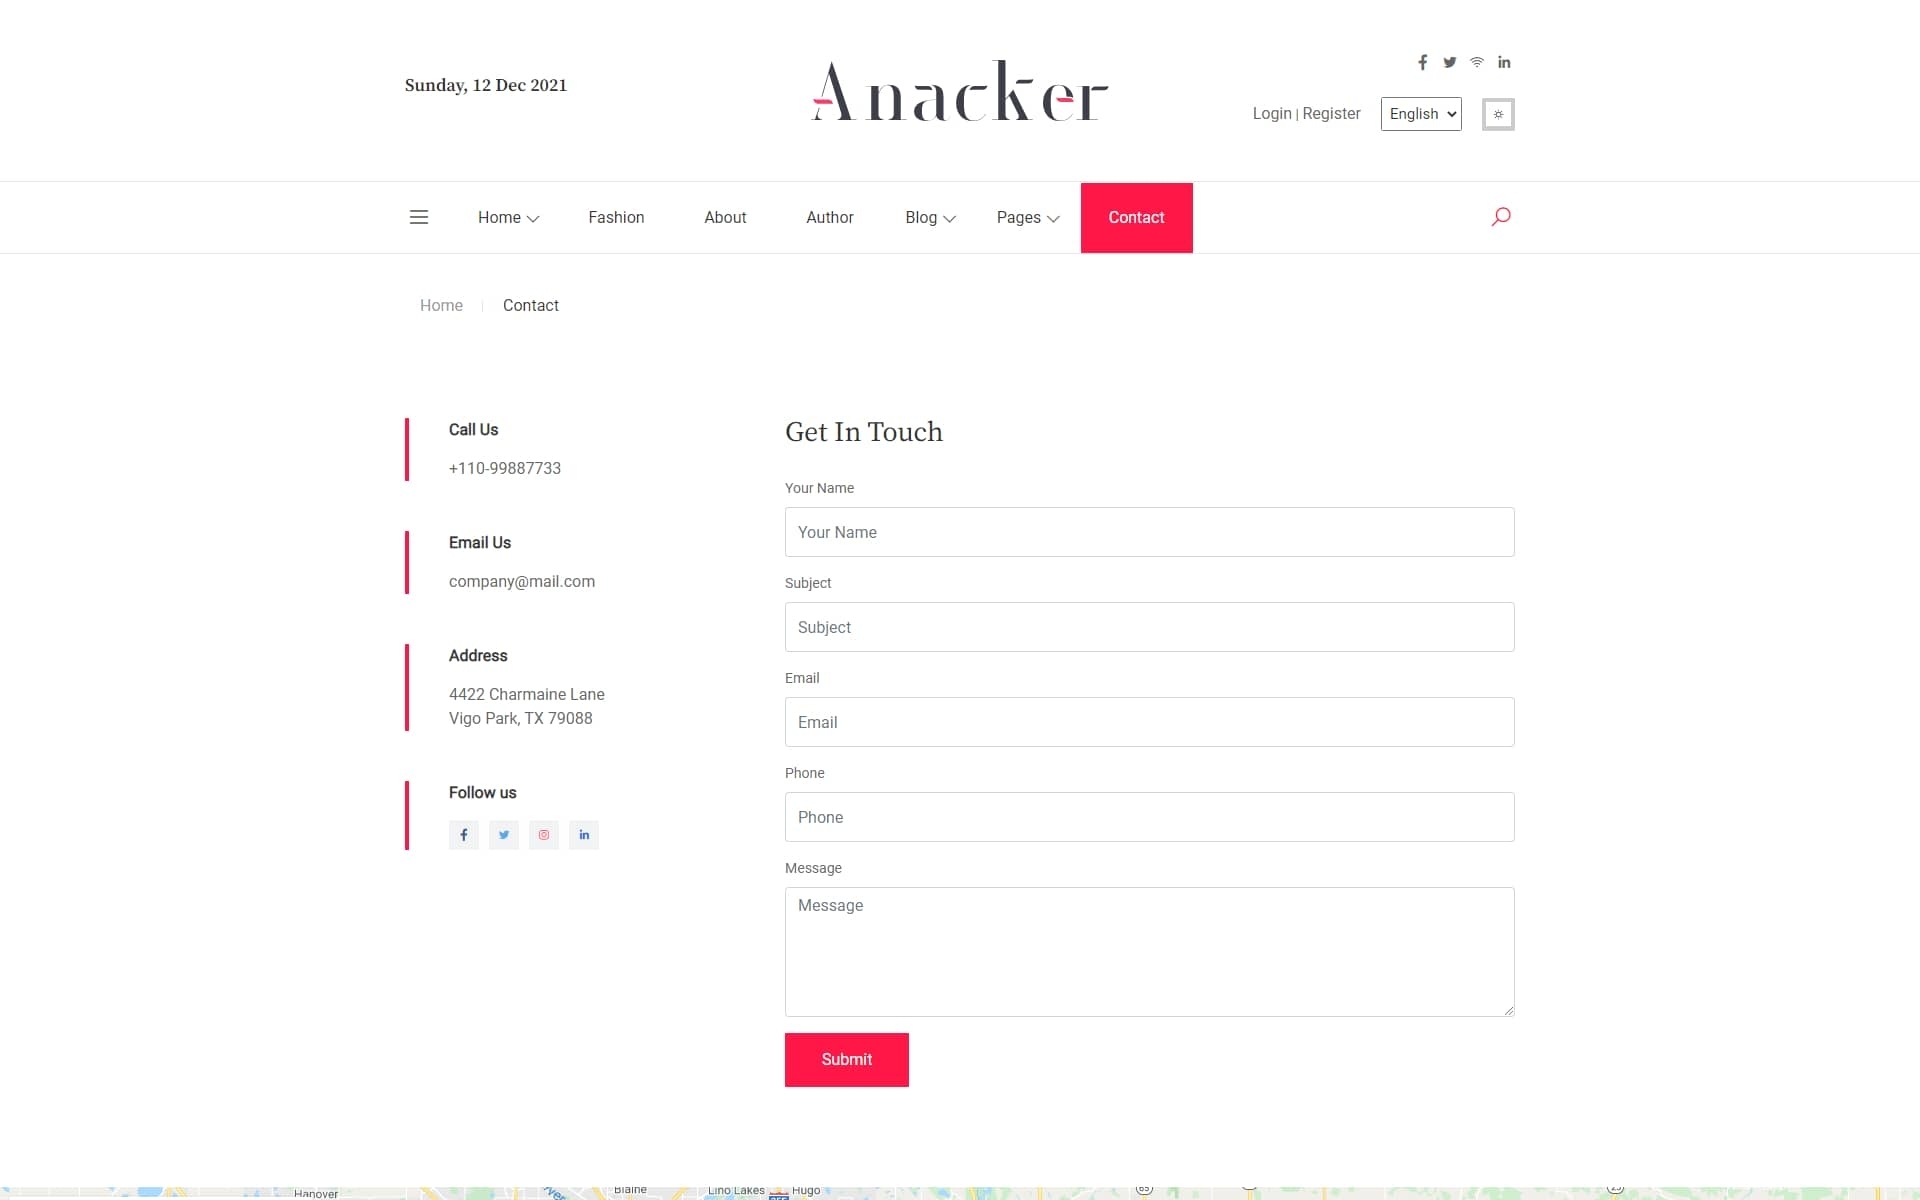 Sunday, 12 Dec 2021
Anacker
Login | Register
English
Home
Fashion
About
Author
Blog
Pages
Contact
Home
Contact
Call Us
+110-99887733
Email Us
company@mail.com
Address
4422 Charmaine Lane
Vigo Park, TX 79088
Follow us
Get In Touch
Your Name
Your Name
Subject
Subject
Email
Email
Phone
Phone
Message
Message
Submit
Hanover
Blaine
Lino Lakes
Hugo